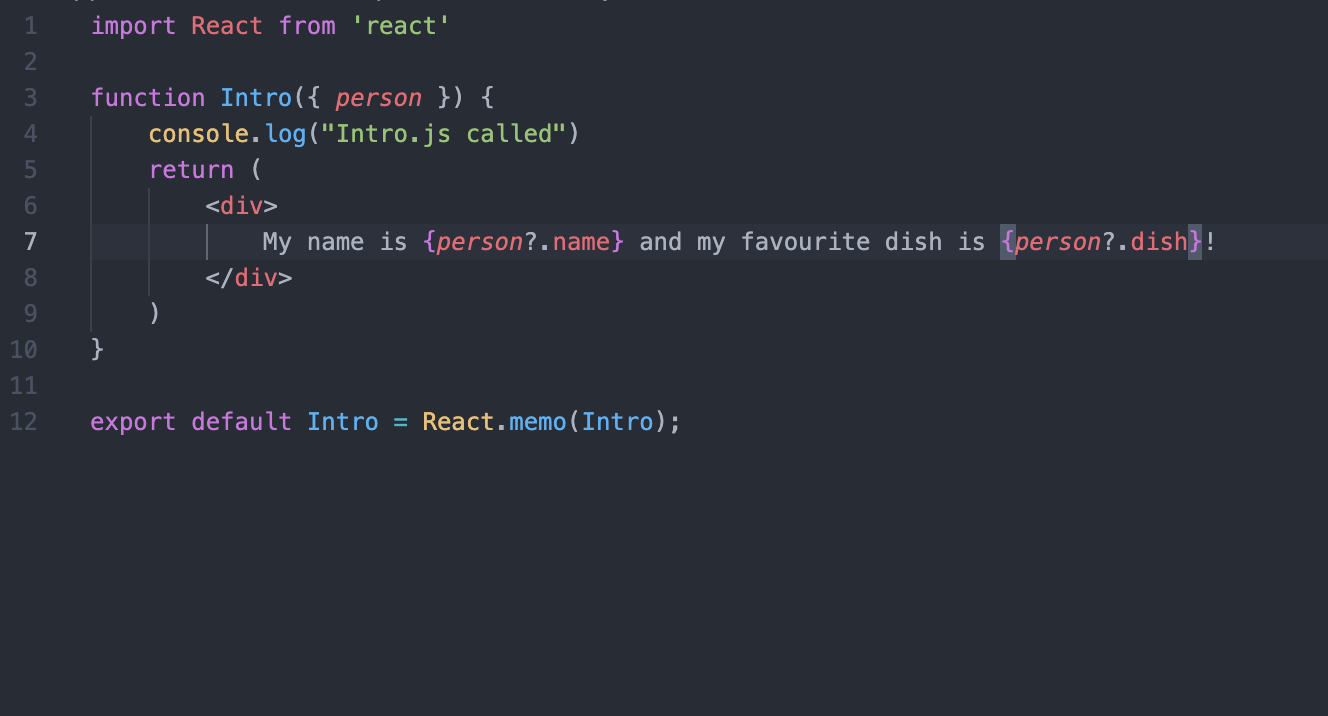 1 import React from 'react'
2
3 function Intro({ person }) {
4 console.log("Intro.js called")
5 return (
6 <div>
7 My name is {person?.name} and my favourite dish is {person?.dish}!
8 </div>
9 )
10 }
11
12 export default Intro = React.memo(Intro);